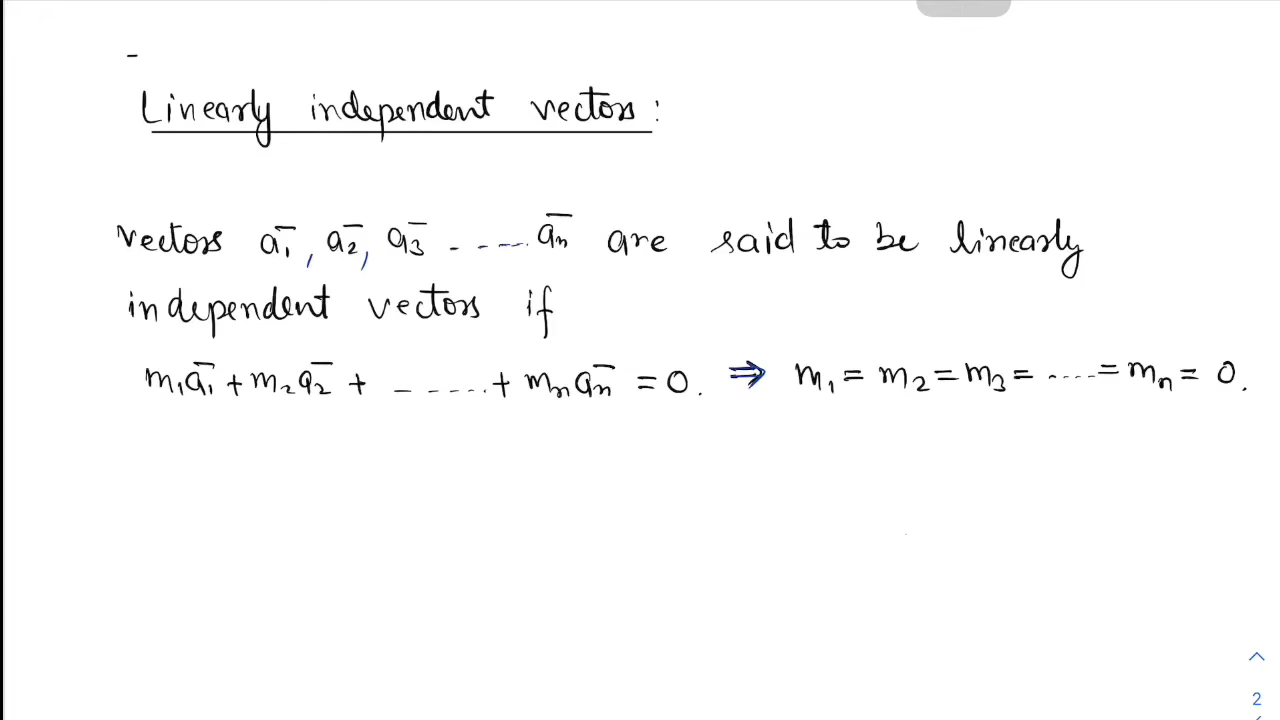 Linearly independent vectors:
vectors a̅₁, a̅₂, a̅₃ - ---- a̅ₙ are said to be linearly
independent vectors if
m₁a̅₁ + m₂a̅₂ + ------ + mₙa̅ₙ = 0. ⇒ m₁ = m₂ = m₃ = ..... = mₙ = 0.
2